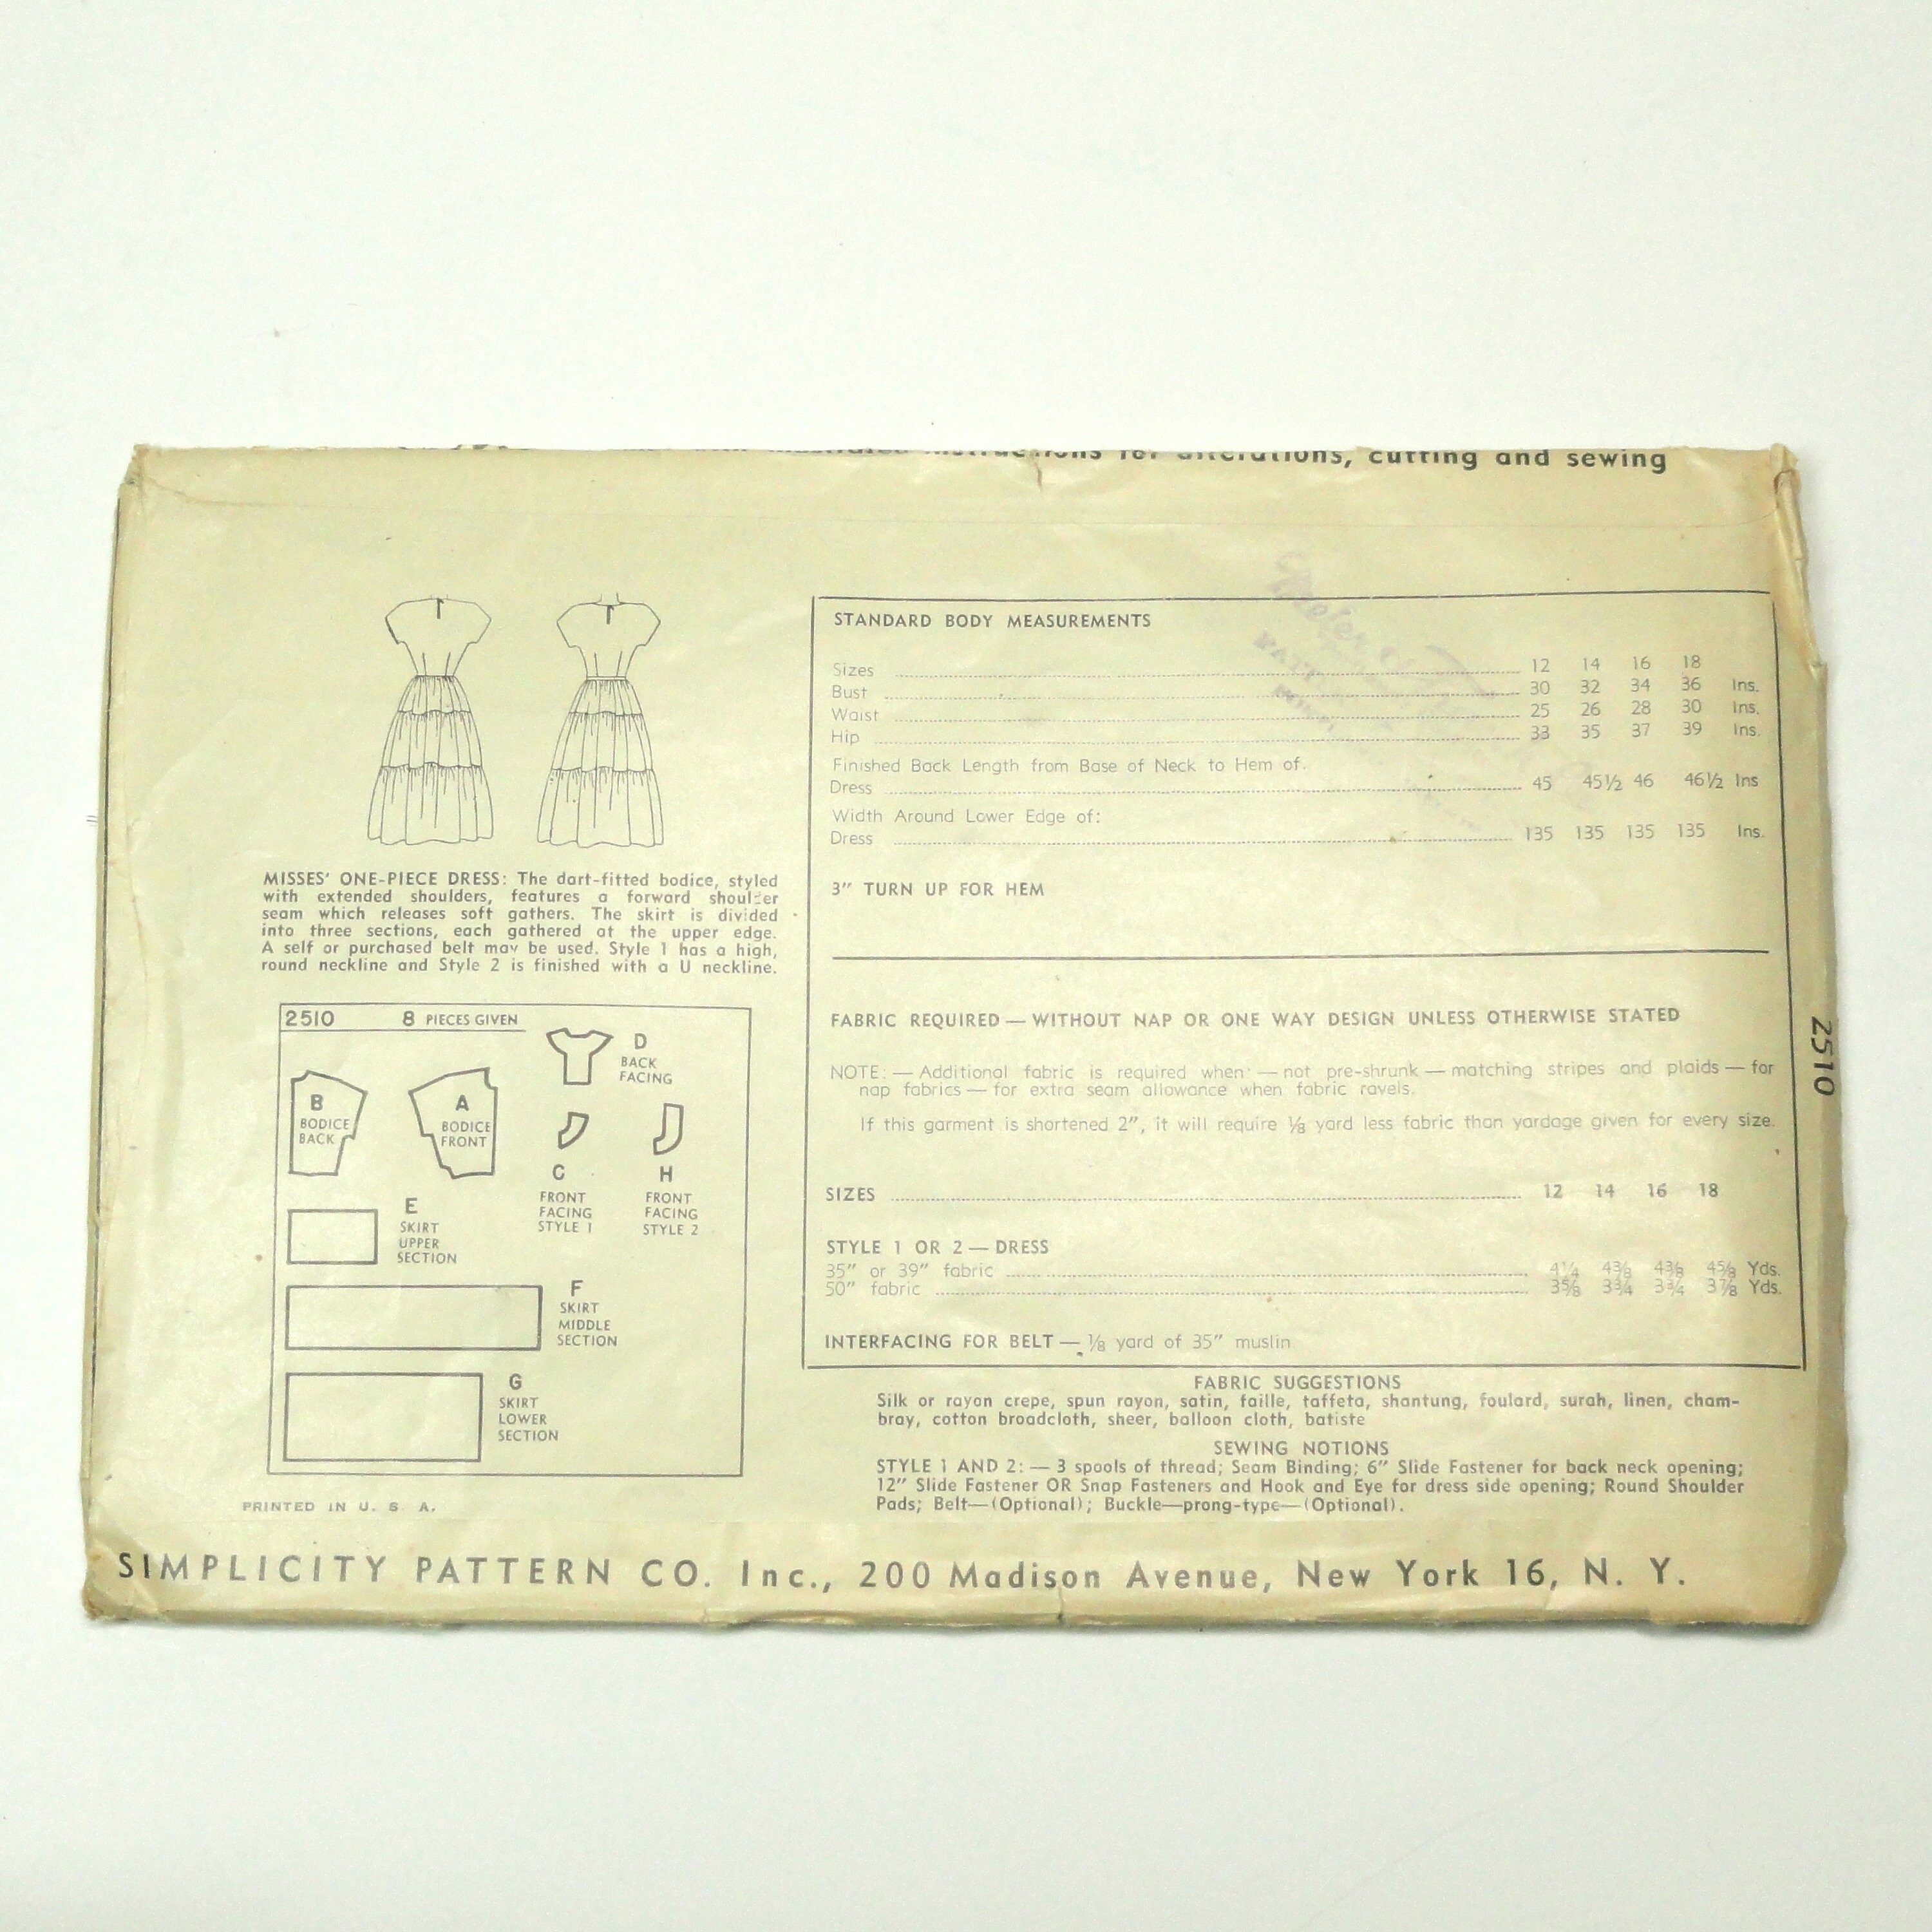 instructions for alterations, cutting and sewing
MISSES' ONE-PIECE DRESS: The dart-fitted bodice, styled
with extended shoulders, features a forward shoulder
seam which releases soft gathers. The skirt is divided
into three sections, each gathered at the upper edge.
A self or purchased belt may be used. Style 1 has a high,
round neckline and Style 2 is finished with a U neckline.
2510 8 PIECES GIVEN
D
BACK
FACING
B
BODICE
BACK
A
BODICE
FRONT
C
FRONT
FACING
STYLE 1
H
FRONT
FACING
STYLE 2
E
SKIRT
UPPER
SECTION
F
SKIRT
MIDDLE
SECTION
G
SKIRT
LOWER
SECTION
PRINTED IN U. S. A.
STANDARD BODY MEASUREMENTS
Sizes 12 14 16 18
Bust 30 32 34 36 Ins.
Waist 25 26 28 30 Ins.
Hip 33 35 37 39 Ins.
Finished Back Length from Base of Neck to Hem of.
Dress 45 45½ 46 46½ Ins
Width Around Lower Edge of:
Dress 135 135 135 135 Ins.
3" TURN UP FOR HEM
FABRIC REQUIRED — WITHOUT NAP OR ONE WAY DESIGN UNLESS OTHERWISE STATED
NOTE: — Additional fabric is required when: — not pre-shrunk — matching stripes and plaids — for
nap fabrics — for extra seam allowance when fabric ravels.
If this garment is shortened 2", it will require ⅛ yard less fabric than yardage given for every size.
SIZES 12 14 16 18
STYLE 1 OR 2 — DRESS
35" or 39" fabric 4¼ 4⅜ 4⅜ 4⅝ Yds.
50" fabric 3⅝ 3¾ 3¾ 3⅞ Yds.
INTERFACING FOR BELT — ⅛ yard of 35" muslin
FABRIC SUGGESTIONS
Silk or rayon crepe, spun rayon, satin, faille, taffeta, shantung, foulard, surah, linen, cham-
bray, cotton broadcloth, sheer, balloon cloth, batiste
SEWING NOTIONS
STYLE 1 AND 2: — 3 spools of thread; Seam Binding; 6" Slide Fastener for back neck opening;
12" Slide Fastener OR Snap Fasteners and Hook and Eye for dress side opening; Round Shoulder
Pads; Belt—(Optional); Buckle—prong-type—(Optional).
2510
SIMPLICITY PATTERN CO. Inc., 200 Madison Avenue, New York 16, N. Y.